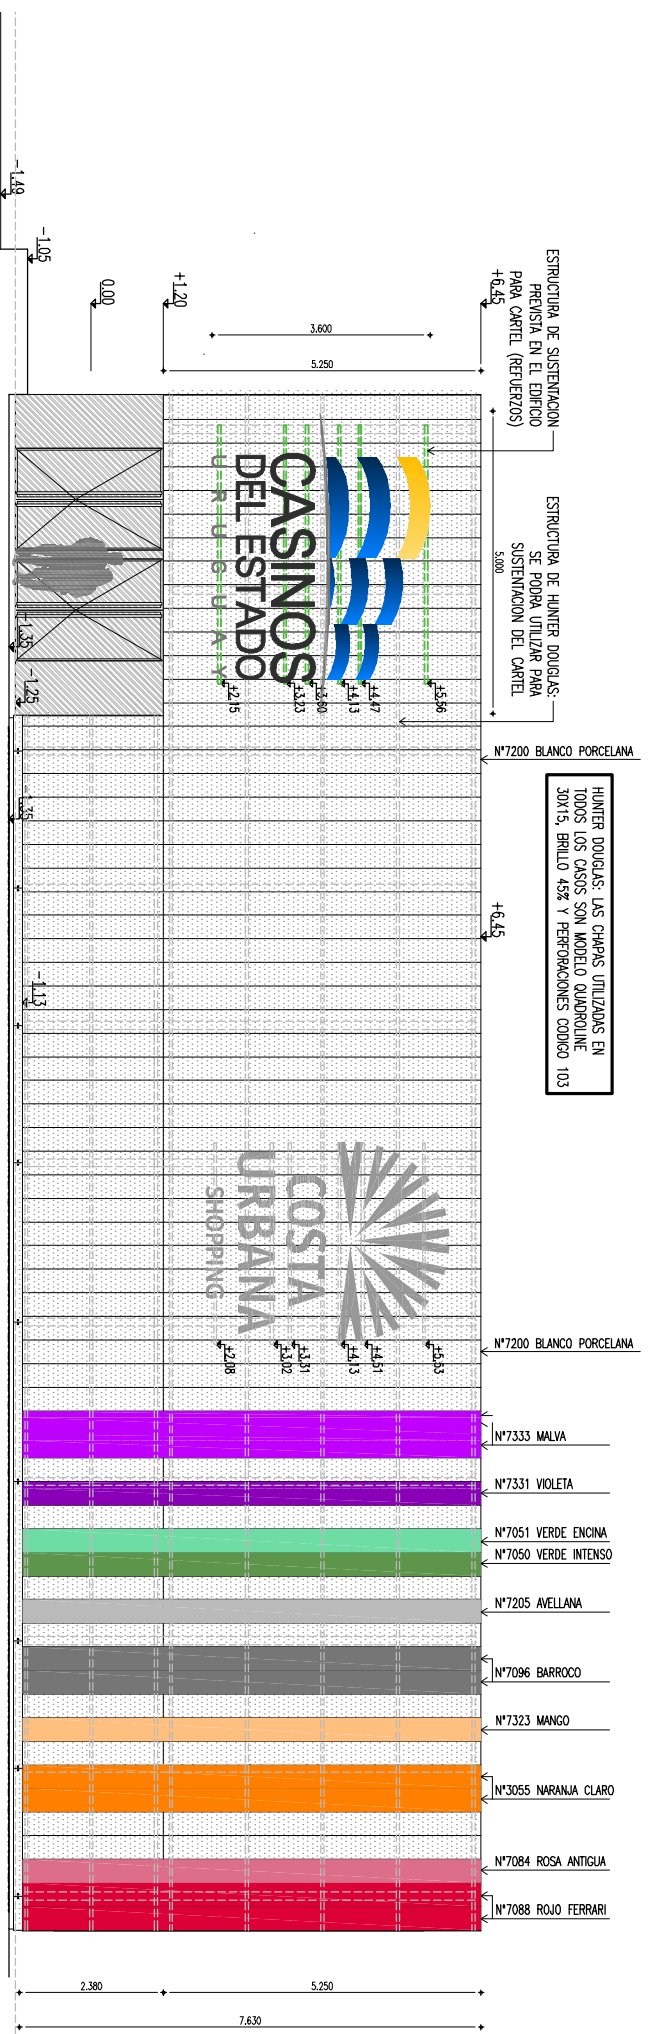 ESTRUCTURA DE SUSTENTACION
PREVISTA EN EL EDIFICIO
PARA CARTEL (REFUERZOS)
ESTRUCTURA DE HUNTER DOUGLAS:
SE PODRA UTILIZAR PARA
SUSTENTACION DEL CARTEL
HUNTER DOUGLAS: LAS CHAPAS UTILIZADAS EN
TODOS LOS CASOS SON MODELO QUADROLINE
30X15, BRILLO 45% Y PERFORACIONES CODIGO 103
-1.49
-1.05
0.00
+1.20
+6.45
3.600
5.250
5.000
CASINOS
DEL ESTADO
URUGUAY
+5.56
+4.47
+4.13
+3.60
+3.23
+2.15
-1.35
-1.25
-1.35
-1.13
+6.45
N°7200 BLANCO PORCELANA
COSTA
URBANA
SHOPPING
+5.53
+4.51
+4.13
+3.31
+3.02
+2.08
N°7200 BLANCO PORCELANA
N°7333 MALVA
N°7331 VIOLETA
N°7051 VERDE ENCINA
N°7050 VERDE INTENSO
N°7205 AVELLANA
N°7096 BARROCO
N°7323 MANGO
N°3055 NARANJA CLARO
N°7084 ROSA ANTIGUA
N°7088 ROJO FERRARI
2.380
5.250
7.630